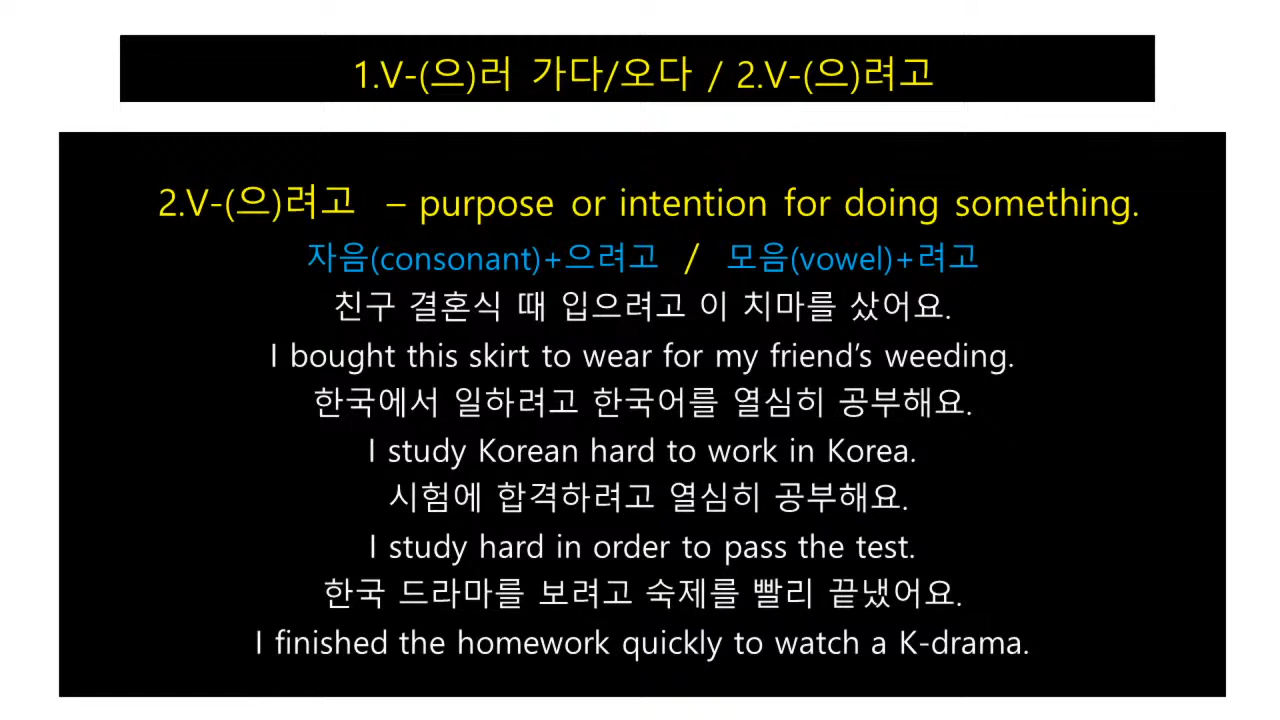 1.V-(으)러 가다/오다 / 2.V-(으)려고
2.V-(으)려고 – purpose or intention for doing something.
자음(consonant)+으려고 / 모음(vowel)+려고
친구 결혼식 때 입으려고 이 치마를 샀어요.
I bought this skirt to wear for my friend’s weeding.
한국에서 일하려고 한국어를 열심히 공부해요.
I study Korean hard to work in Korea.
시험에 합격하려고 열심히 공부해요.
I study hard in order to pass the test.
한국 드라마를 보려고 숙제를 빨리 끝냈어요.
I finished the homework quickly to watch a K-drama.